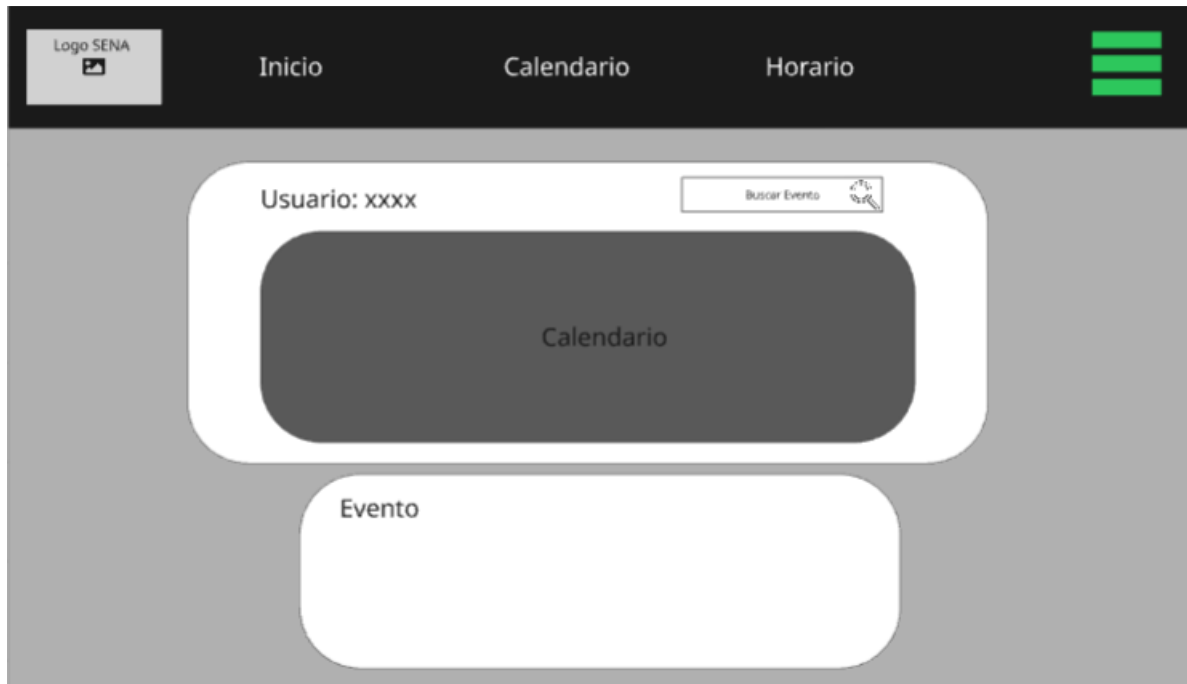 Logo SENA
Inicio
Calendario
Horario
Usuario: xxxx
Buscar Evento
Calendario
Evento